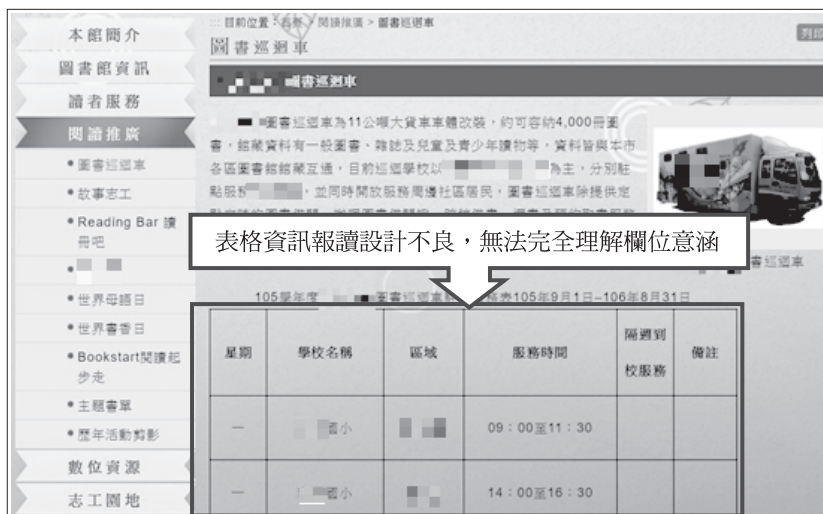 本館簡介
圖書館資訊
讀者服務
閱讀推廣
圖書巡迴車
故事志工
Reading Bar 讀
冊吧
世界母語日
世界書香日
Bookstart閱讀起
步走
主題書單
歷年活動剪影
數位資源
志工園地
::: 目前位置：首頁 > 閱讀推廣 > 圖書巡迴車
圖書巡迴車
列印
圖書巡迴車
圖書巡迴車為11公噸大貨車車體改裝，約可容納4,000冊圖
書，館藏資料有一般圖書、雜誌及兒童及青少年讀物等，資料皆與本市
各區圖書館館藏互通，目前巡迴學校以 為主，分別駐
點服務 ，並同時開放服務周邊社區居民，圖書巡迴車除提供定
表格資訊報讀設計不良，無法完全理解欄位意涵
書巡迴車
105學年度 圖書巡迴車 表105年9月1日–106年8月31日
星期 學校名稱 區域 服務時間 隔週到校服務 備註
一 國小 09：00至11：30
一 國小 14：00至16：30